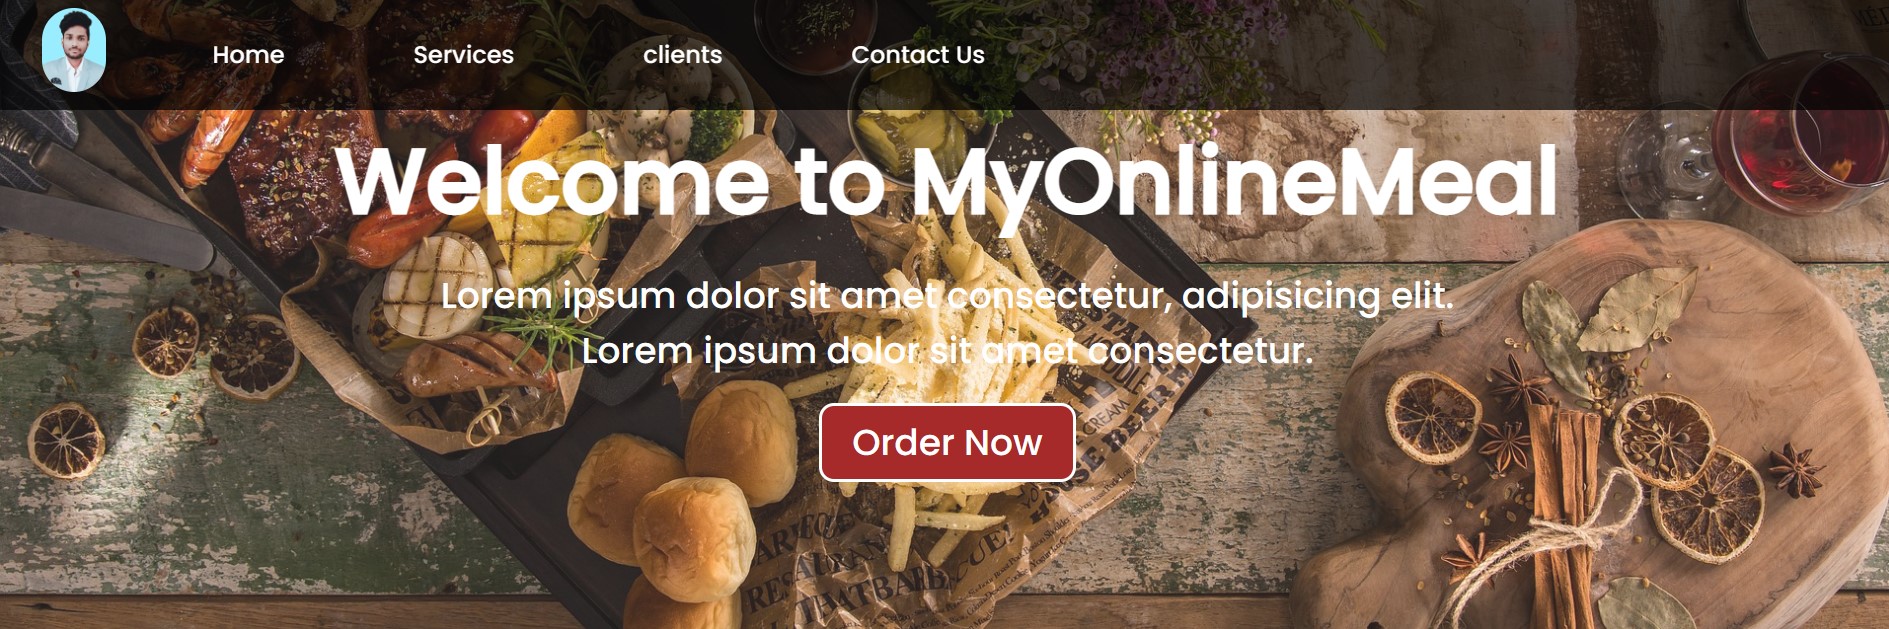 Home Services clients Contact Us
Welcome to MyOnlineMeal
Lorem ipsum dolor sit amet consectetur, adipisicing elit.
Lorem ipsum dolor sit amet consectetur.
Order Now
CREAM